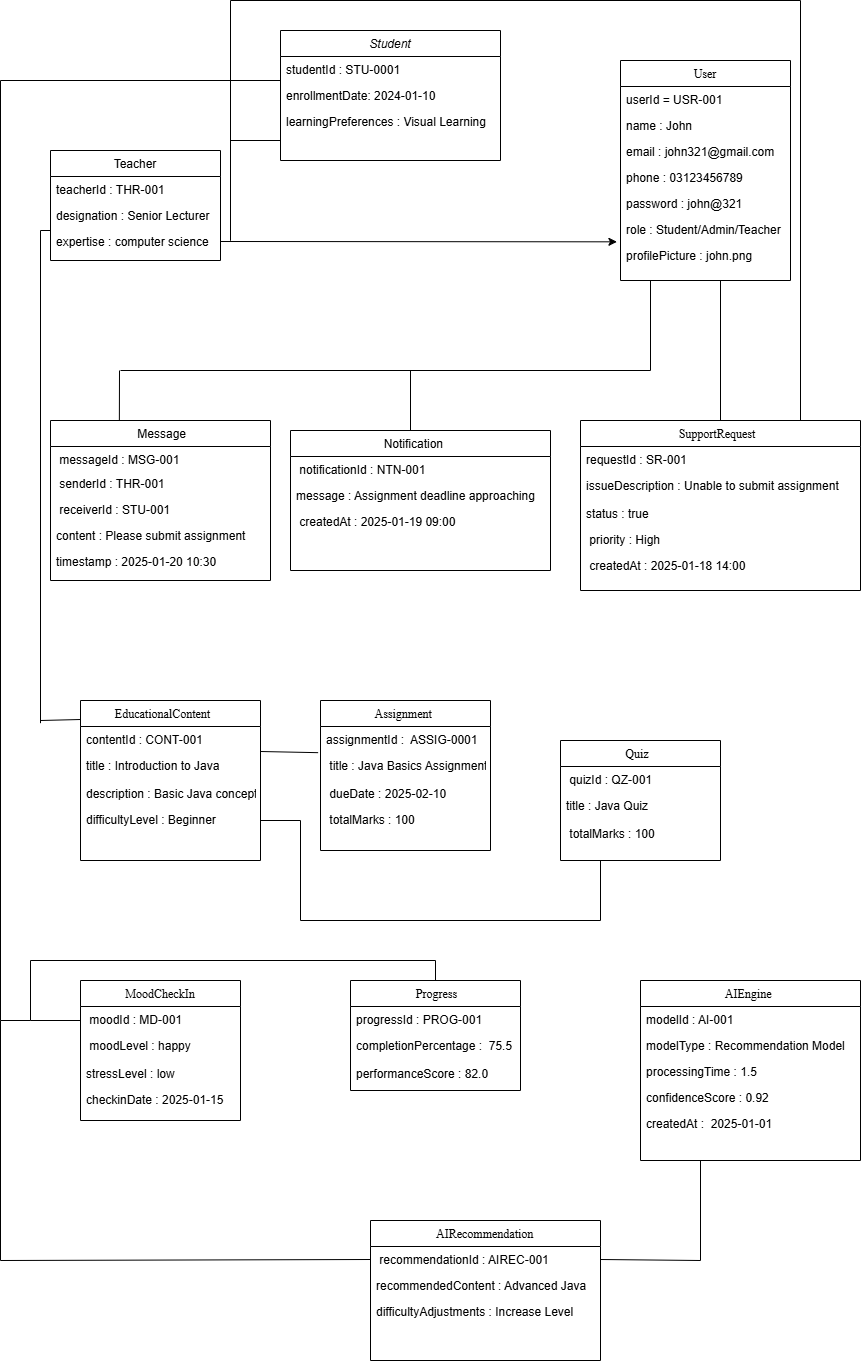 Student
studentId : STU-0001
enrollmentDate: 2024-01-10
learningPreferences : Visual Learning
User
userId = USR-001
name : John
email : john321@gmail.com
phone : 03123456789
password : john@321
role : Student/Admin/Teacher
profilePicture : john.png
Teacher
teacherId : THR-001
designation : Senior Lecturer
expertise : computer science
Message
messageId : MSG-001
senderId : THR-001
receiverId : STU-001
content : Please submit assignment
timestamp : 2025-01-20 10:30
Notification
notificationId : NTN-001
message : Assignment deadline approaching
createdAt : 2025-01-19 09:00
SupportRequest
requestId : SR-001
issueDescription : Unable to submit assignment
status : true
priority : High
createdAt : 2025-01-18 14:00
EducationalContent
contentId : CONT-001
title : Introduction to Java
description : Basic Java concept
difficultyLevel : Beginner
Assignment
assignmentId :  ASSIG-0001
title : Java Basics Assignment
dueDate : 2025-02-10
totalMarks : 100
Quiz
quizId : QZ-001
title : Java Quiz
totalMarks : 100
MoodCheckIn
moodId : MD-001
moodLevel : happy
stressLevel : low
checkinDate : 2025-01-15
Progress
progressId : PROG-001
completionPercentage :  75.5
performanceScore : 82.0
AIEngine
modelId : AI-001
modelType : Recommendation Model
processingTime : 1.5
confidenceScore : 0.92
createdAt :  2025-01-01
AIRecommendation
recommendationId : AIREC-001
recommendedContent : Advanced Java
difficultyAdjustments : Increase Level